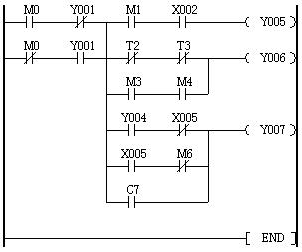 M0 Y001 M1 X002 Y005
M0 Y001 T2 T3 Y006
M3 M4
Y004 X005 Y007
X005 M6
C7
END